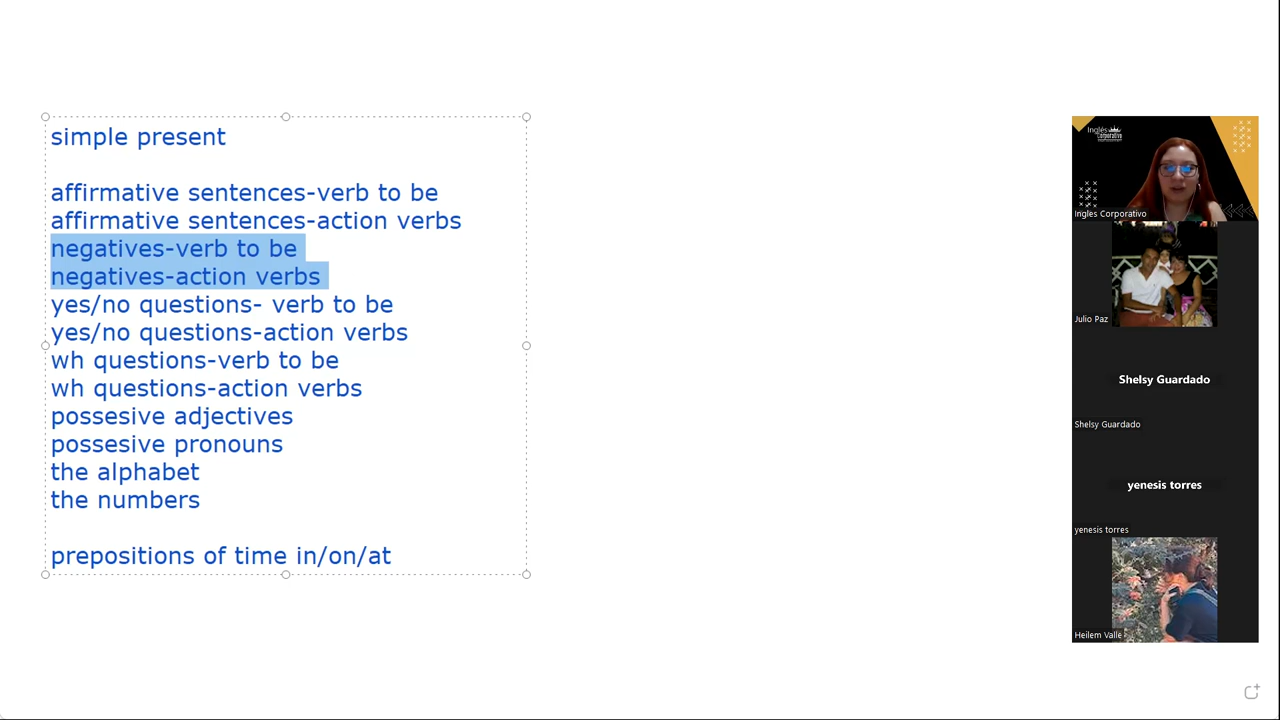 simple present
affirmative sentences-verb to be
affirmative sentences-action verbs
negatives-verb to be
negatives-action verbs
yes/no questions- verb to be
yes/no questions-action verbs
wh questions-verb to be
wh questions-action verbs
possesive adjectives
possesive pronouns
the alphabet
the numbers
prepositions of time in/on/at
Inglés
Corporativo
Ingles Corporativo
Julio Paz
Shelsy Guardado
Shelsy Guardado
yenesis torres
yenesis torres
Heilem Valle